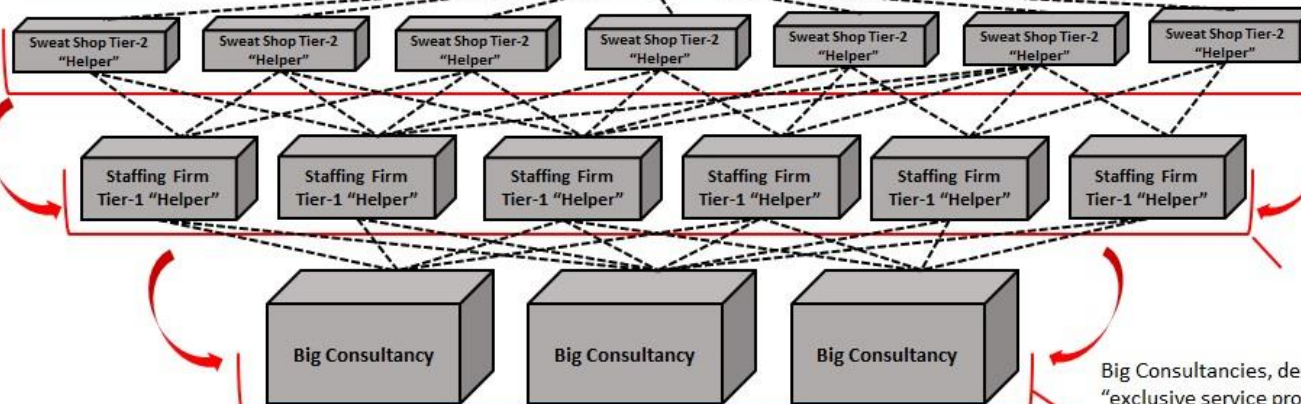 Sweat Shop Tier-2
"Helper"
Sweat Shop Tier-2
"Helper"
Sweat Shop Tier-2
"Helper"
Sweat Shop Tier-2
"Helper"
Sweat Shop Tier-2
"Helper"
Sweat Shop Tier-2
"Helper"
Sweat Shop Tier-2
"Helper"
Staffing Firm
Tier-1 "Helper"
Staffing Firm
Tier-1 "Helper"
Staffing Firm
Tier-1 "Helper"
Staffing Firm
Tier-1 "Helper"
Staffing Firm
Tier-1 "Helper"
Staffing Firm
Tier-1 "Helper"
Big Consultancy
Big Consultancy
Big Consultancy
Big Consultancies, de
"exclusive service pro